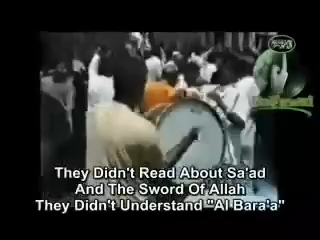 They Didn't Read About Sa'ad
And The Sword Of Allah
They Didn't Understand "Al Bara'a"